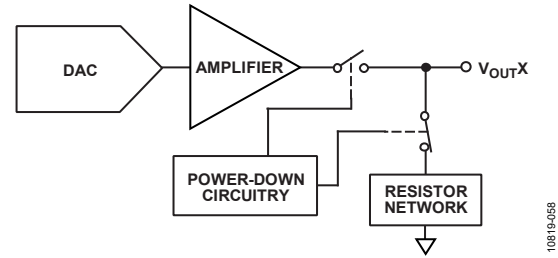 DAC
AMPLIFIER
VOUTX
POWER-DOWN
CIRCUITRY
RESISTOR
NETWORK
10819-058